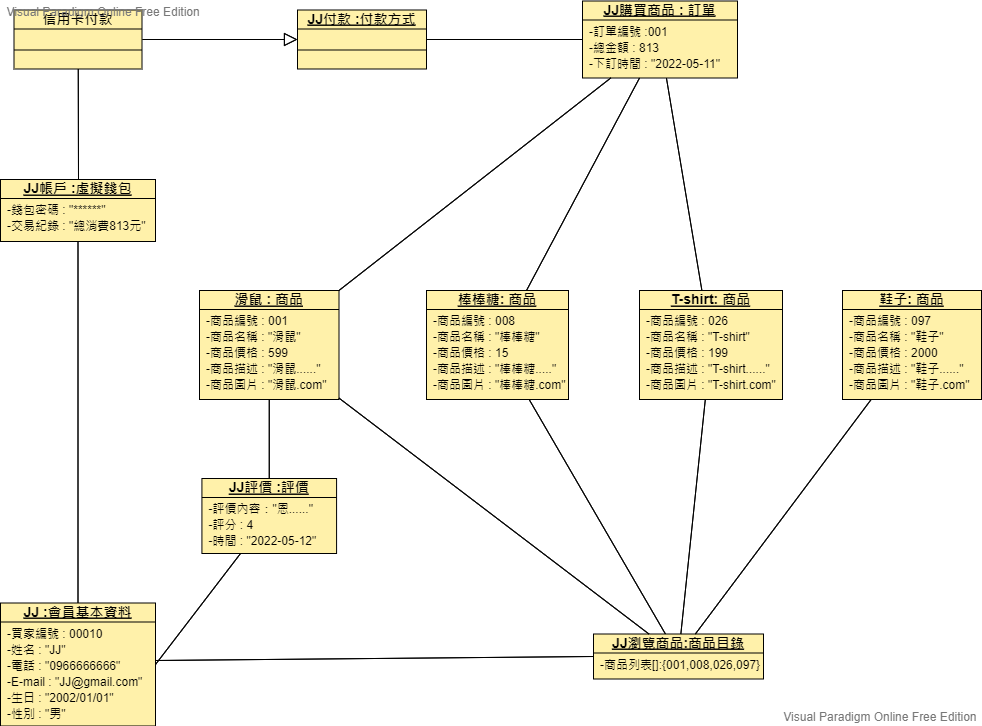 Visual Paradigm Online Free Edition
信用卡付款
JJ付款 :付款方式
JJ購買商品 : 訂單
-訂單編號 :001
-總金額 : 813
-下訂時間 : "2022-05-11"
JJ帳戶 :虛擬錢包
-錢包密碼 : "******"
-交易紀錄 : "總消費813元"
滑鼠 : 商品
-商品編號 : 001
-商品名稱 : "滑鼠"
-商品價格 : 599
-商品描述 : "滑鼠......"
-商品圖片 : "滑鼠.com"
棒棒糖: 商品
-商品編號 : 008
-商品名稱 : "棒棒糖"
-商品價格 : 15
-商品描述 : "棒棒糖....."
-商品圖片 : "棒棒糖.com"
T-shirt: 商品
-商品編號 : 026
-商品名稱 : "T-shirt"
-商品價格 : 199
-商品描述 : "T-shirt......"
-商品圖片 : "T-shirt.com"
鞋子: 商品
-商品編號 : 097
-商品名稱 : "鞋子"
-商品價格 : 2000
-商品描述 : "鞋子......"
-商品圖片 : "鞋子.com"
JJ評價 :評價
-評價內容 : "恩......"
-評分 : 4
-時間 : "2022-05-12"
JJ :會員基本資料
-買家編號 : 00010
-姓名 : "JJ"
-電話 : "0966666666"
-E-mail : "JJ@gmail.com"
-生日 : "2002/01/01"
-性別 : "男"
JJ瀏覽商品:商品目錄
-商品列表[]:{001,008,026,097}
Visual Paradigm Online Free Edition